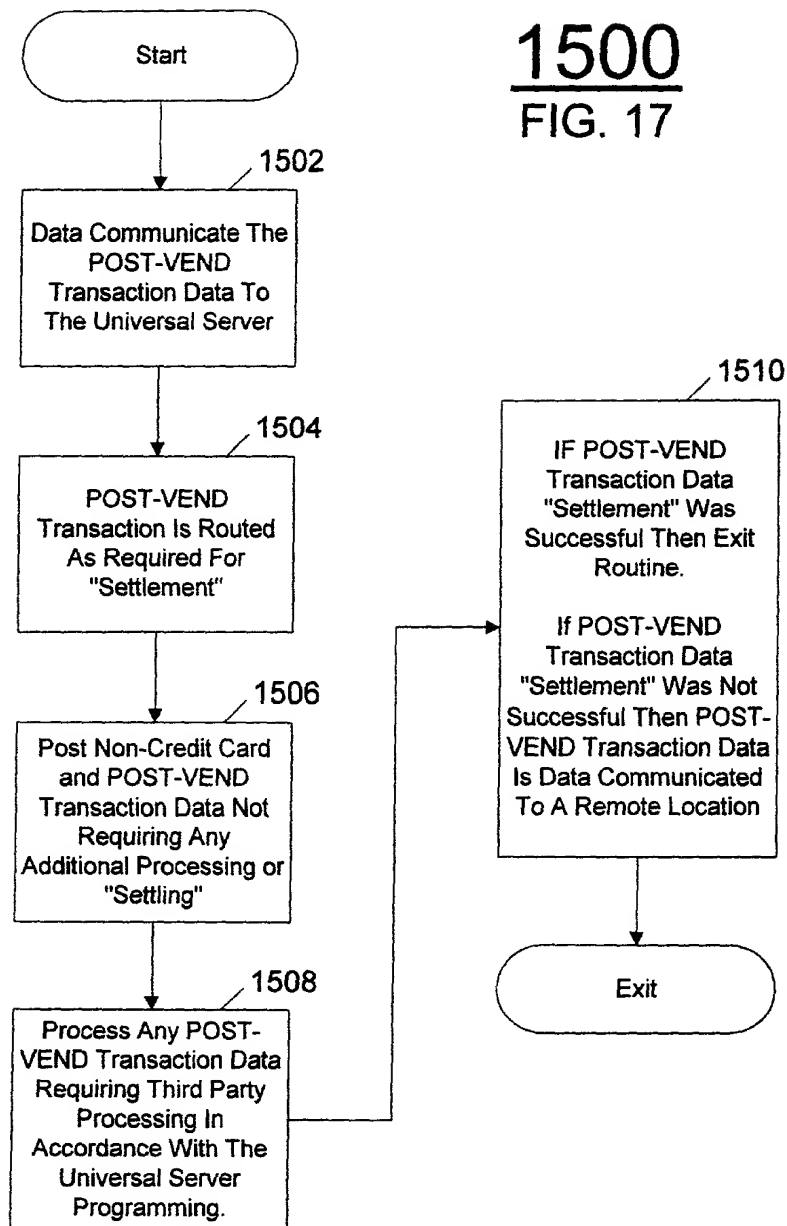 1500
FIG. 17
Start
1502
Data Communicate The
POST-VEND
Transaction Data To
The Universal Server
1504
POST-VEND
Transaction Is Routed
As Required For
"Settlement"
1506
Post Non-Credit Card
and POST-VEND
Transaction Data Not
Requiring Any
Additional Processing or
"Settling"
1508
Process Any POST-
VEND Transaction Data
Requiring Third Party
Processing In
Accordance With The
Universal Server
Programming.
1510
IF POST-VEND
Transaction Data
"Settlement" Was
Successful Then Exit
Routine.
If POST-VEND
Transaction Data
"Settlement" Was Not
Successful Then POST-
VEND Transaction Data
Is Data Communicated
To A Remote Location
Exit